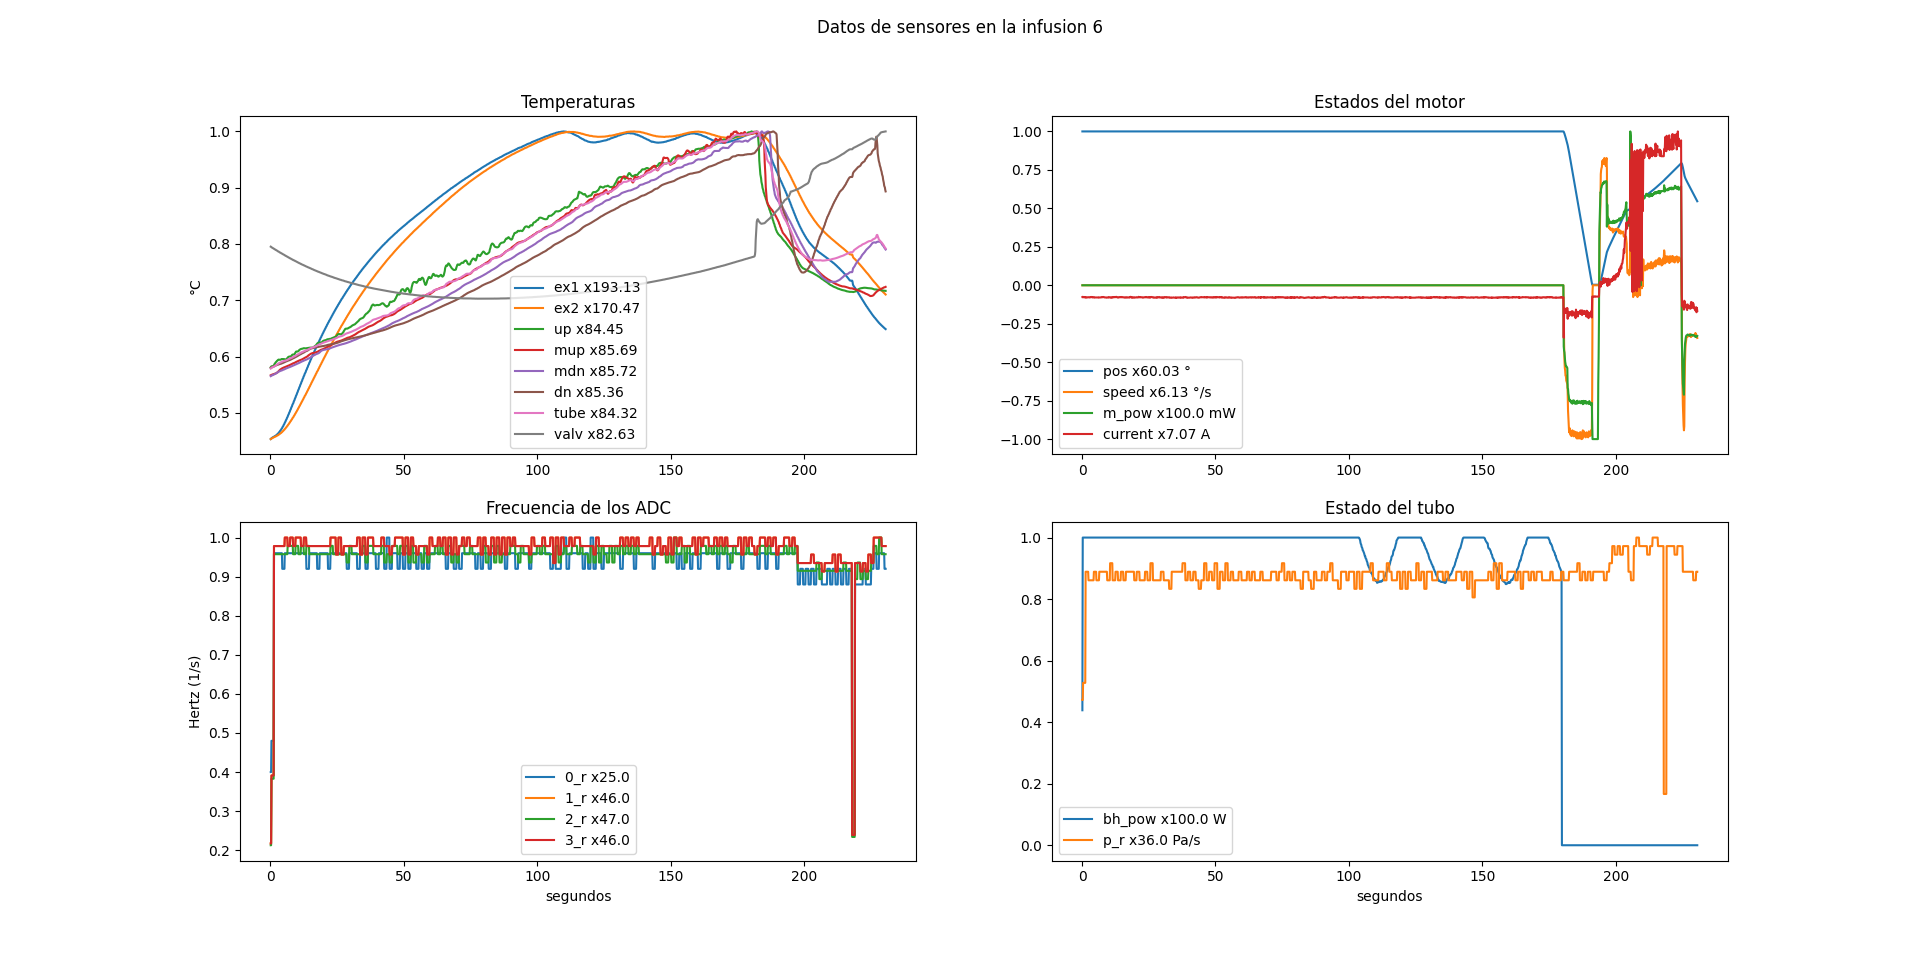 Datos de sensores en la infusion 6
Temperaturas
°C
1.0
0.9
0.8
0.7
0.6
0.5
0
50
100
150
200
ex1 x193.13
ex2 x170.47
up x84.45
mup x85.69
mdn x85.72
dn x85.36
tube x84.32
valv x82.63
Estados del motor
1.00
0.75
0.50
0.25
0.00
−0.25
−0.50
−0.75
−1.00
0
50
100
150
200
pos x60.03 °
speed x6.13 °/s
m_pow x100.0 mW
current x7.07 A
Frecuencia de los ADC
Hertz (1/s)
1.0
0.9
0.8
0.7
0.6
0.5
0.4
0.3
0.2
0
50
100
150
200
segundos
0_r x25.0
1_r x46.0
2_r x47.0
3_r x46.0
Estado del tubo
1.0
0.8
0.6
0.4
0.2
0.0
0
50
100
150
200
segundos
bh_pow x100.0 W
p_r x36.0 Pa/s